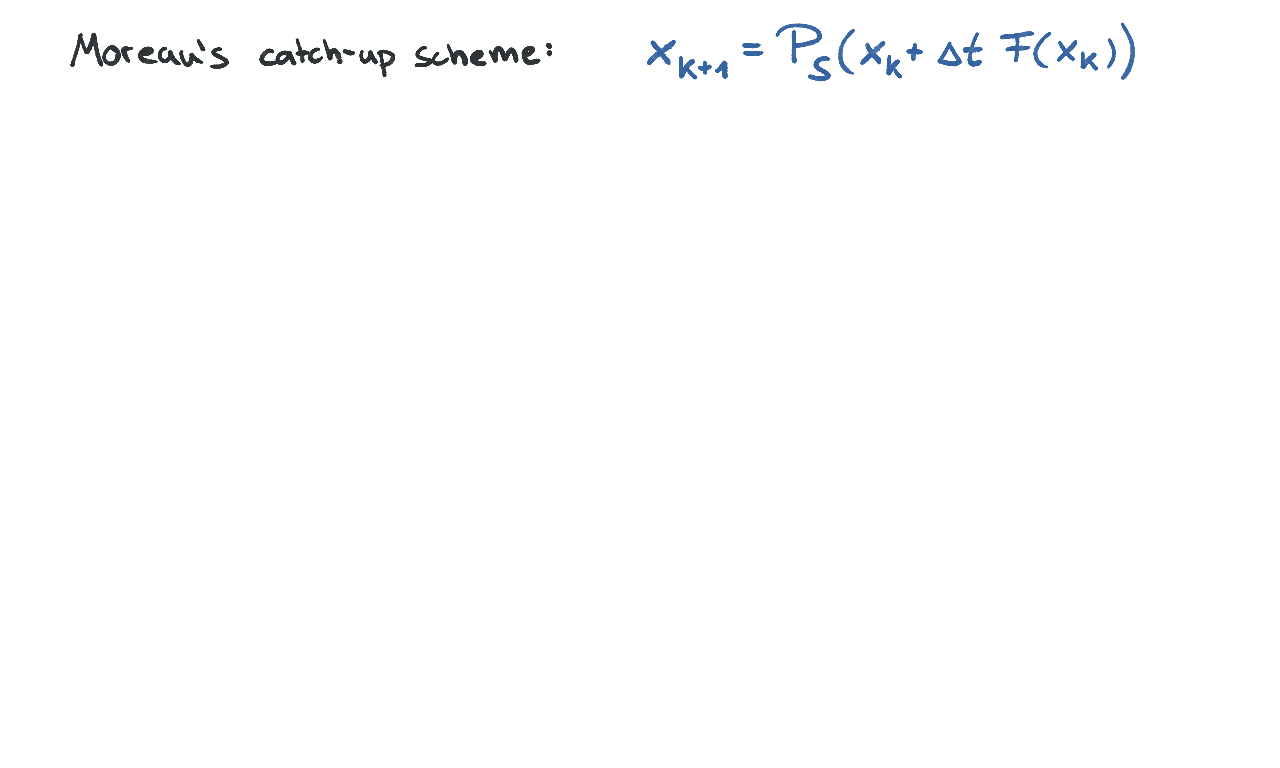 Moreau's catch-up scheme: x_{k+1} = P_S(x_k + Δt F(x_k))